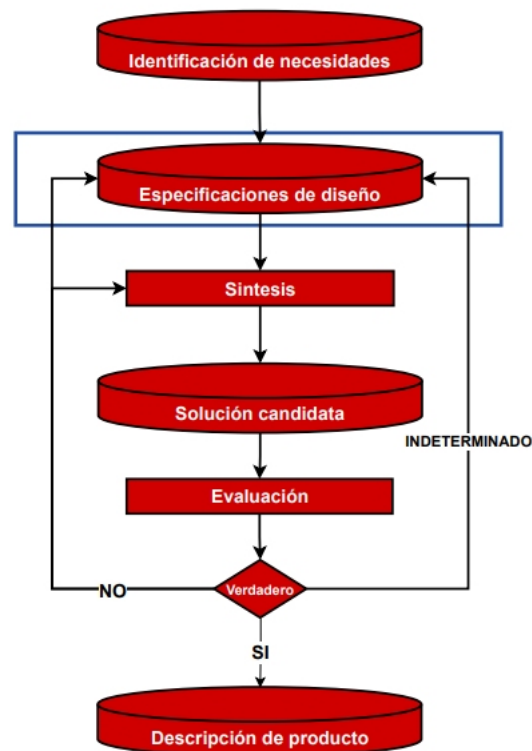 Identificación de necesidades
Especificaciones de diseño
Sintesis
Solución candidata
INDETERMINADO
Evaluación
Verdadero
NO
SI
Descripción de producto